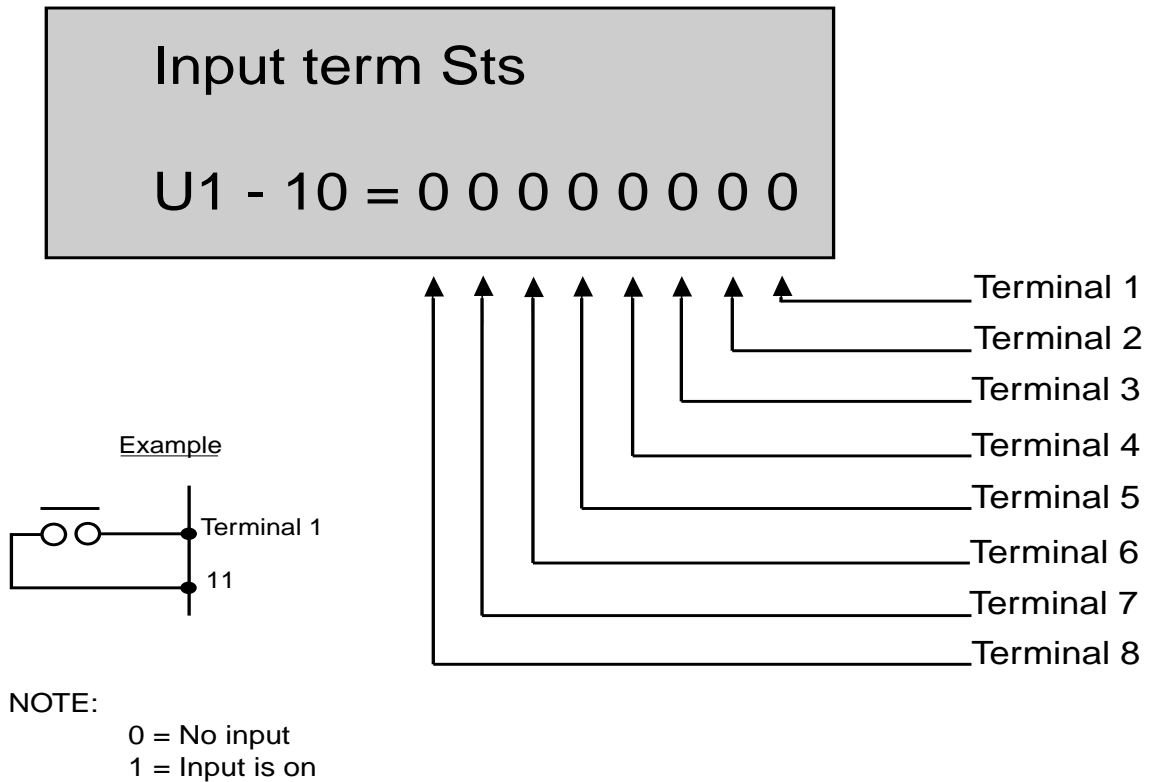 Input term Sts
U1 - 10 = 0 0 0 0 0 0 0 0
Terminal 1
Terminal 2
Terminal 3
Terminal 4
Terminal 5
Terminal 6
Terminal 7
Terminal 8
Example
Terminal 1
11
NOTE:
0 = No input
1 = Input is on